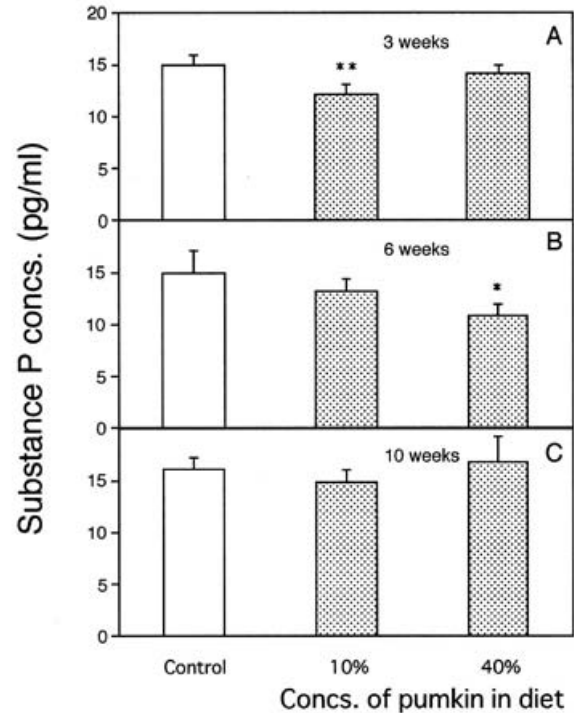 Substance P concs. (pg/ml)
20
15
10
5
0
A
3 weeks
**
15
10
5
0
B
6 weeks
*
15
10
5
0
C
10 weeks
Control 10% 40%
Concs. of pumkin in diet